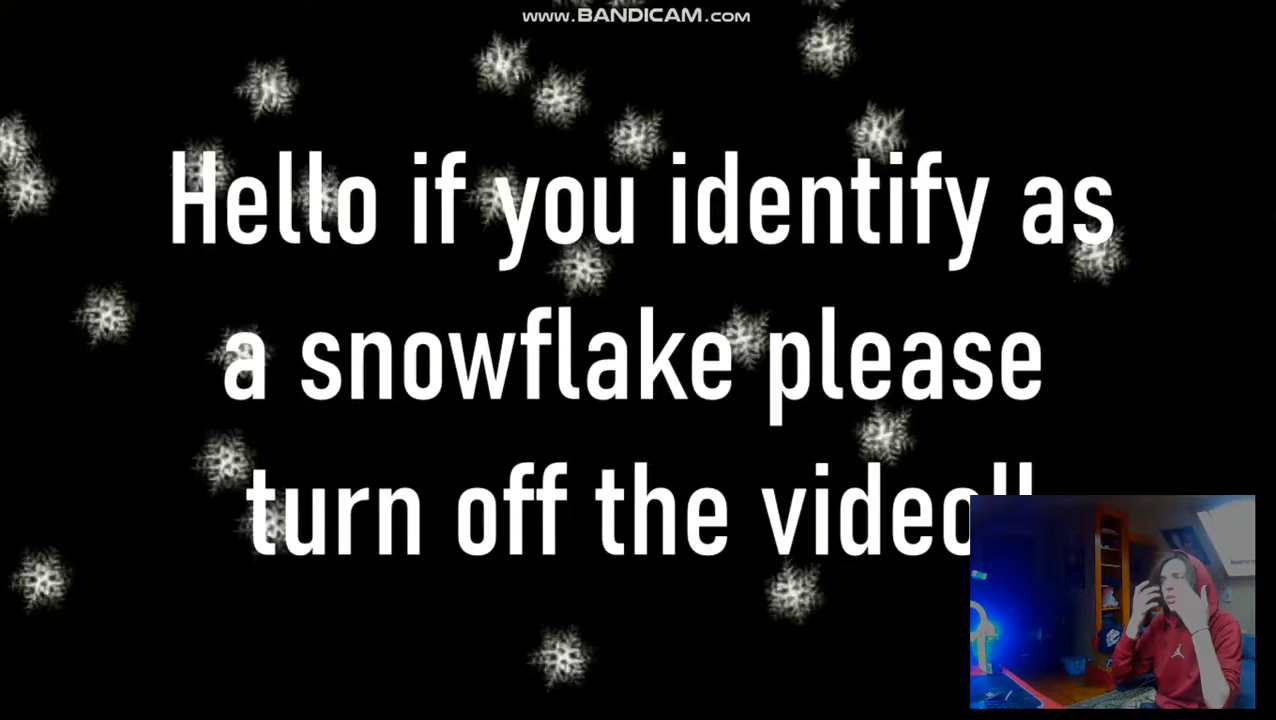 www.BANDICAM.com
Hello if you identify as
a snowflake please
turn off the video!!